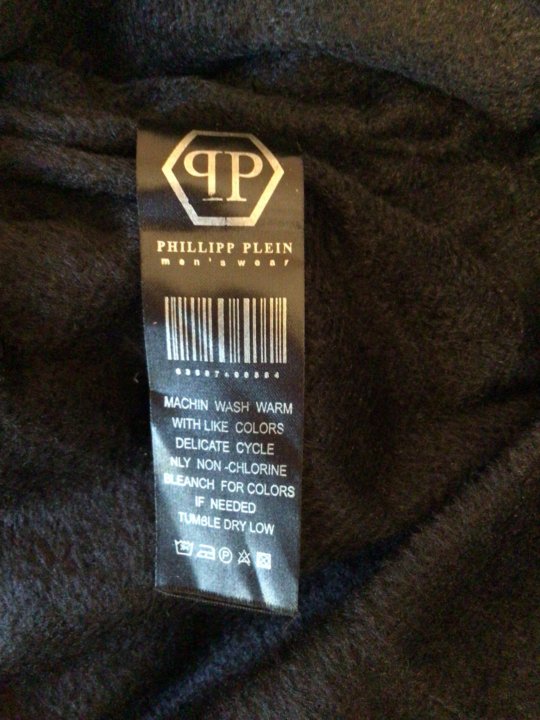 PP
PHILLIPP PLEIN
men's wear
MACHIN WASH WARM
WITH LIKE COLORS
DELICATE CYCLE
NLY NON-CHLORINE
BLEANCH FOR COLORS
IF NEEDED
TUMBLE DRY LOW